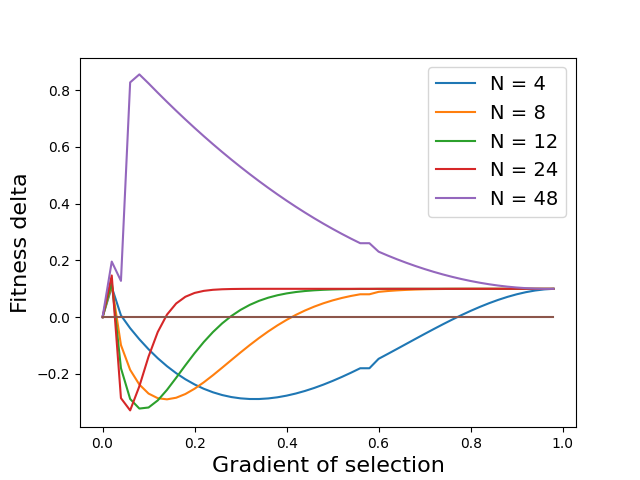 Fitness delta
0.8
0.6
0.4
0.2
0.0
−0.2
N = 4
N = 8
N = 12
N = 24
N = 48
0.0 0.2 0.4 0.6 0.8 1.0
Gradient of selection